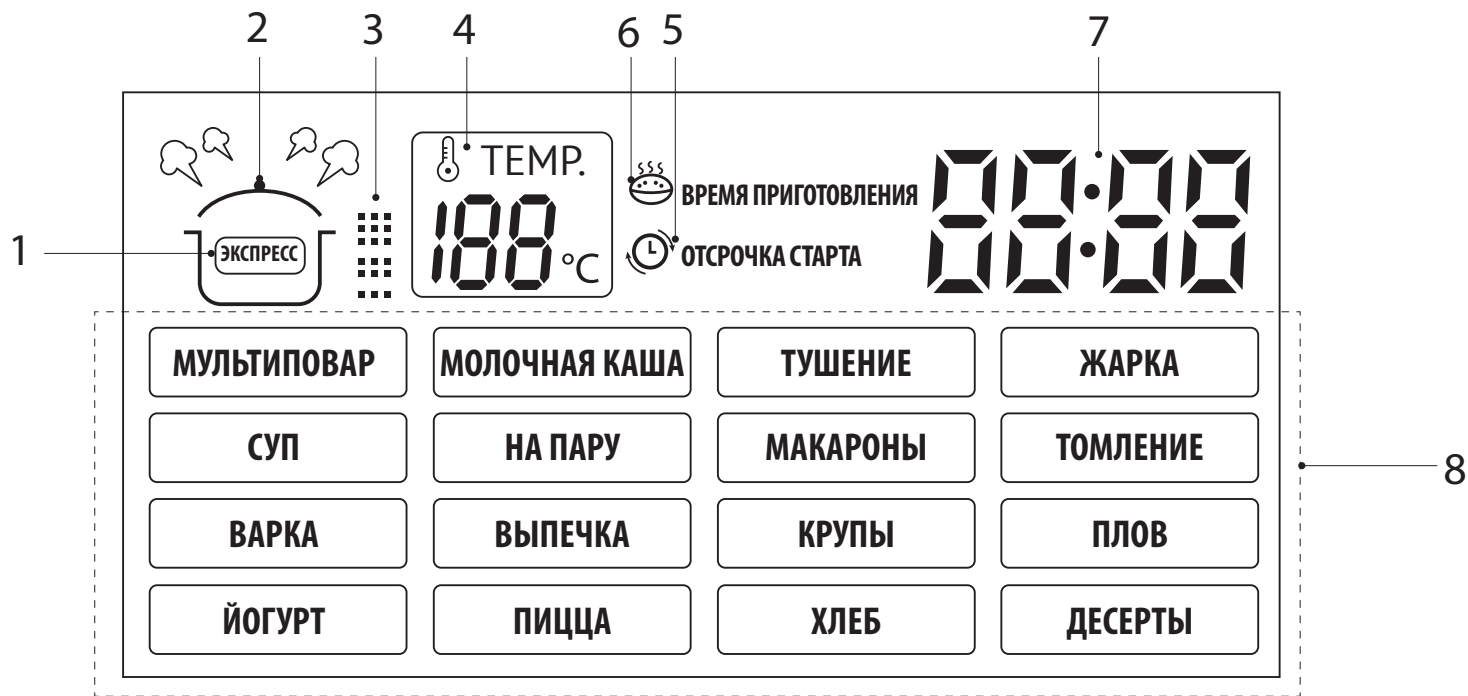 2 3 4 6 5 7
TEMP.
ВРЕМЯ ПРИГОТОВЛЕНИЯ
88:88
1 ЭКСПРЕСС
188 °C
ОТСРОЧКА СТАРТА
МУЛЬТИПОВАР МОЛОЧНАЯ КАША ТУШЕНИЕ ЖАРКА
СУП НА ПАРУ МАКАРОНЫ ТОМЛЕНИЕ
8
ВАРКА ВЫПЕЧКА КРУПЫ ПЛОВ
ЙОГУРТ ПИЦЦА ХЛЕБ ДЕСЕРТЫ